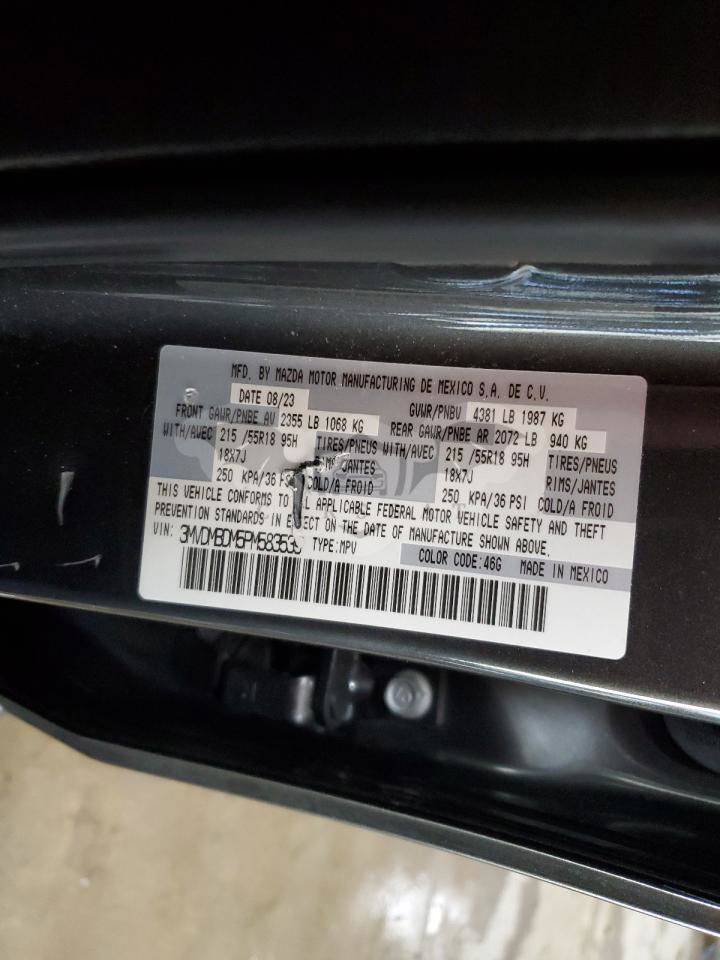 MFD. BY MAZDA MOTOR MANUFACTURING DE MEXICO S.A. DE C.V.
DATE 08/23 GVWR/PNBV 4381 LB 1987 KG
FRONT GAWR/PNBE AV 2355 LB 1068 KG REAR GAWR/PNBE AR 2072 LB 940 KG
WITH/AVEC 215 /55R18 95H TIRES/PNEUS WITH/AVEC 215 /55R18 95H TIRES/PNEUS
18X7J JANTES 18X7J RIMS/JANTES
250 KPA/36 COLD/A FROID 250 KPA/36 PSI COLD/A FROID
THIS VEHICLE CONFORMS TO APPLICABLE FEDERAL MOTOR VEHICLE SAFETY AND THEFT
PREVENTION STANDARDS IN ON THE DATE OF MANUFACTURE SHOWN ABOVE.
VIN: TYPE:MPV COLOR CODE:46G MADE IN MEXICO